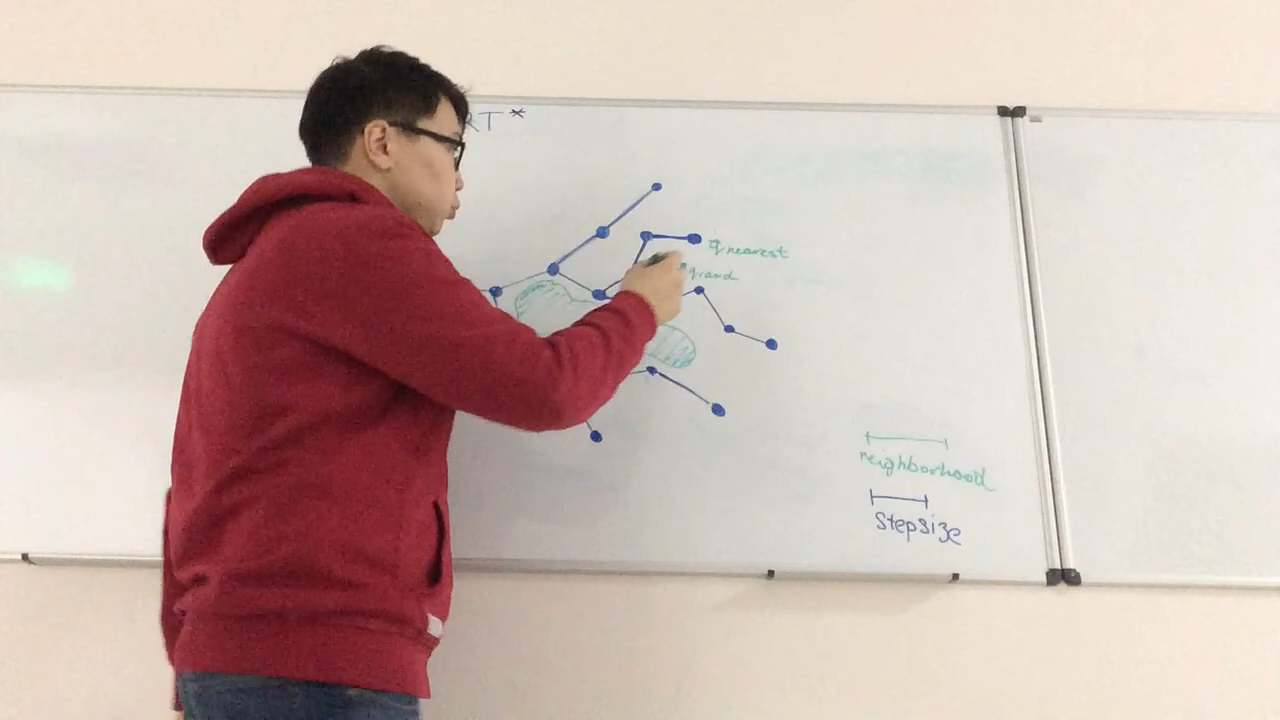 RT*
q nearest
q rand
neighborhood
Stepsize